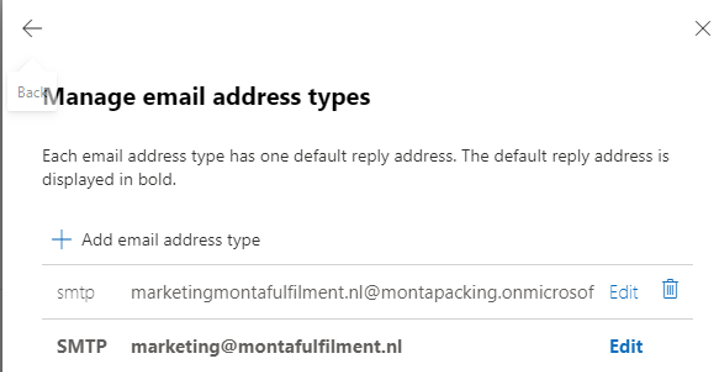 Back
Manage email address types
Each email address type has one default reply address. The default reply address is
displayed in bold.
Add email address type
smtp marketingmontafulfilment.nl@montapacking.onmicrosof Edit
SMTP marketing@montafulfilment.nl Edit